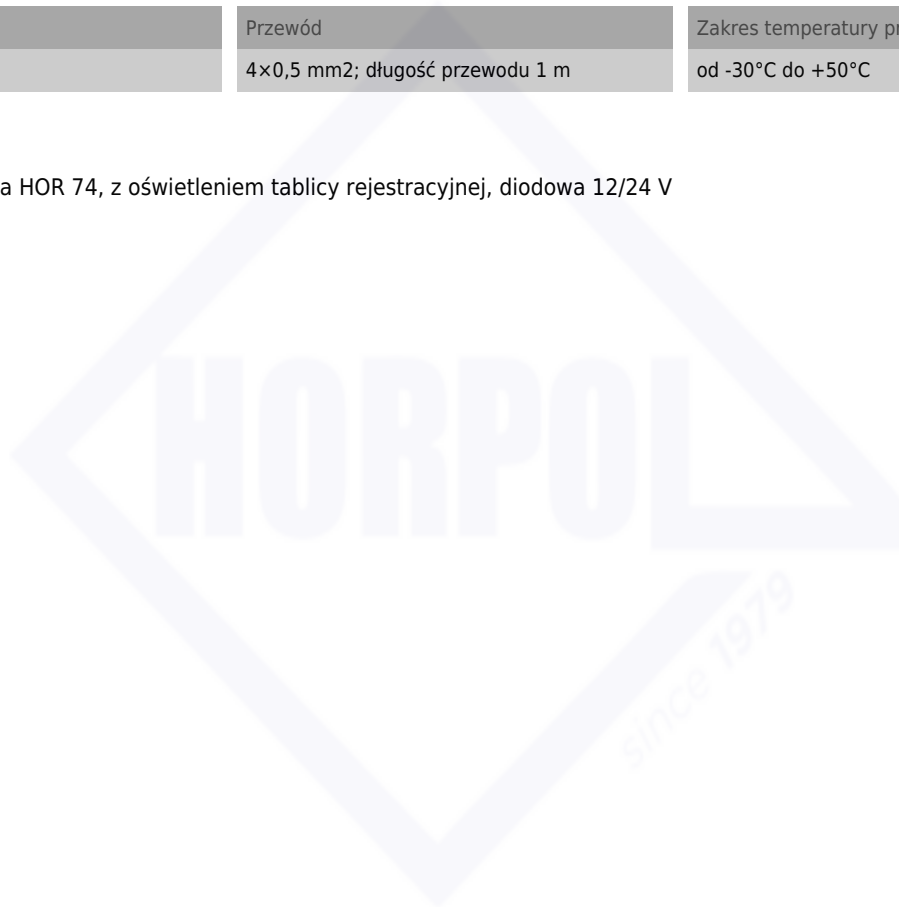 Przewód
Zakres temperatury pr
4×0,5 mm2; długość przewodu 1 m
od -30°C do +50°C
a HOR 74, z oświetleniem tablicy rejestracyjnej, diodowa 12/24 V
HORPOL
since 1979